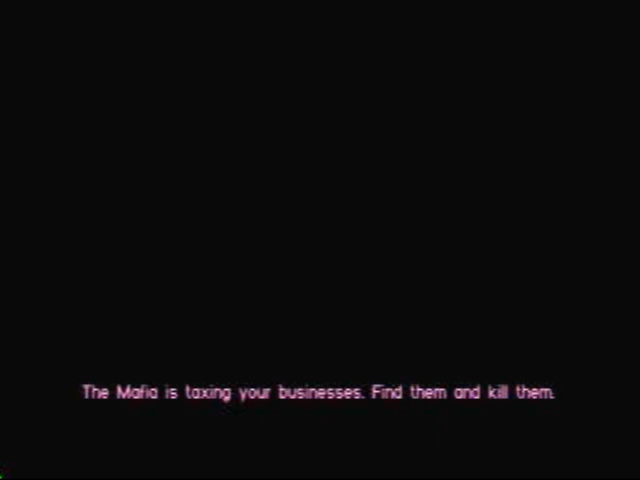 The Mafia is taxing your businesses. Find them and kill them.